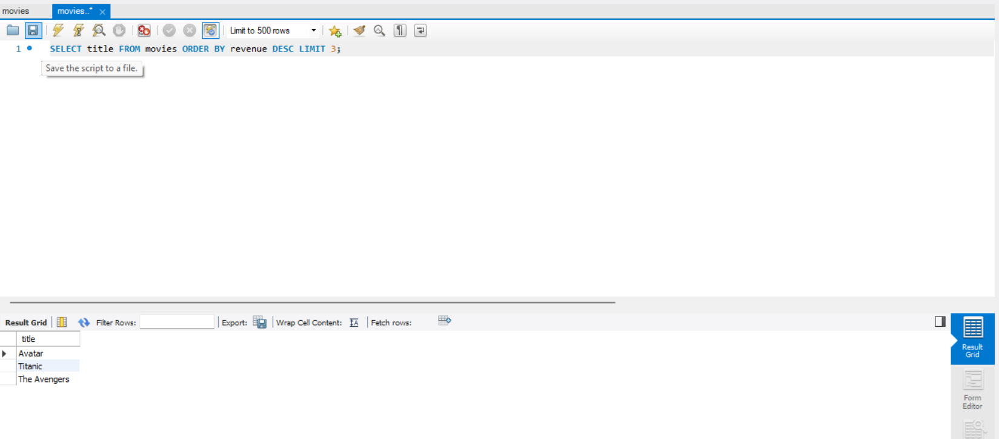 movies movies..*
Limit to 500 rows
1 SELECT title FROM movies ORDER BY revenue DESC LIMIT 3;
Save the script to a file.
Result Grid Filter Rows: Export: Wrap Cell Content: Fetch rows:
title
Avatar
Titanic
The Avengers
Result
Grid
Form
Editor